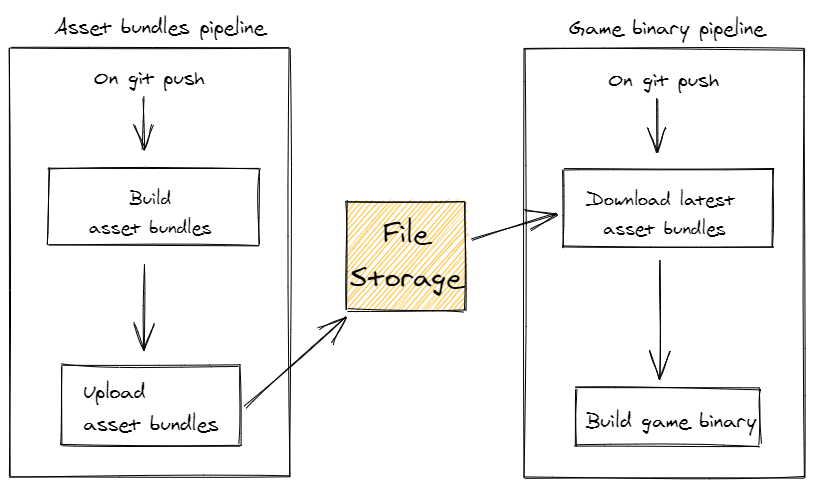 Asset bundles pipeline
On git push
Build
asset bundles
Upload
asset bundles
File
Storage
Game binary pipeline
On git push
Download latest
asset bundles
Build game binary